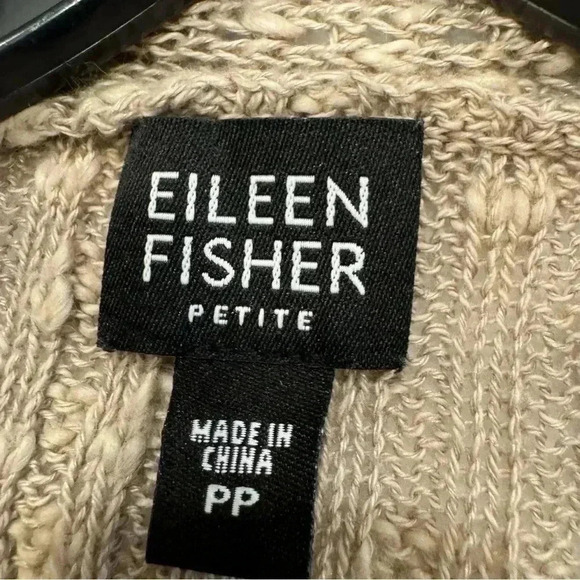 EILEEN
FISHER
PETITE
MADE IN
CHINA
PP